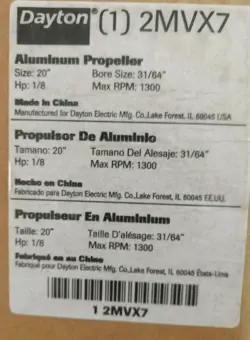 Dayton® (1) 2MVX7
Aluminum Propeller
Size: 20" Bore Size: 31/64"
Hp: 1/8 Max RPM: 1300
Made in China
Manufactured for Dayton Electric Mfg. Co.,Lake Forest, IL 60045 USA
Propulsor De Aluminio
Tamano: 20" Tamano Del Alesaje: 31/64"
Hp: 1/8 Max RPM: 1300
Hecho en China
Fabricado para Dayton Electric Mfg. Co.,Lake Forest, IL 60045 EE.UU.
Propulseur En Aluminium
Taille: 20" Taille D'alésage: 31/64"
Hp: 1/8 Max RPM: 1300
Fabriqué en au China
Fabriqué pour Dayton Electric Mfg. Co.,Lake Forest, IL 60045 États-Unis
1 2MVX7